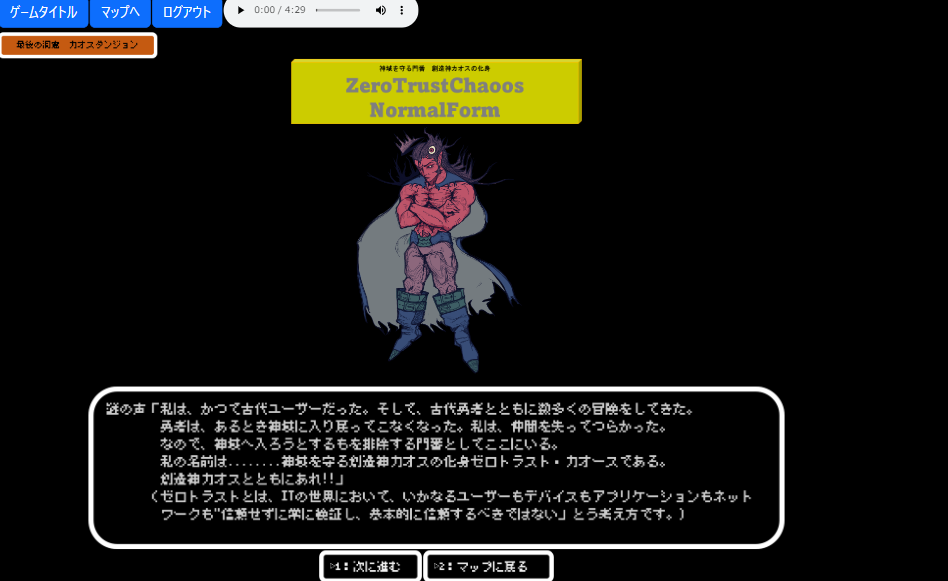 ゲームタイトル マップへ ログアウト 0:00 / 4:29
最後の洞窟 カオスダンジョン
神域を守る門番 創造神カオスの化身
ZeroTrustChaoos
NormalForm
謎の声「私は、かつて古代ユーザーだった。そして、古代勇者とともに数多くの冒険をしてきた。
勇者は、あるとき神域に入り戻ってこなくなった。私は、仲間を失ってつらかった。
なので、神域へ入ろうとするもを排除する門番としてここにいる。
私の名前は........神域を守る創造神カオスの化身ゼロトラスト・カオースである。
創造神カオスとともにあれ!!」
(ゼロトラストとは、ITの世界において、いかなるユーザーもデバイスもアプリケーションもネット
ワークも"信頼せずに常に検証し、基本的に信頼するべきではない」とう考え方です。)
▷1:次に進む ▷2:マップに戻る